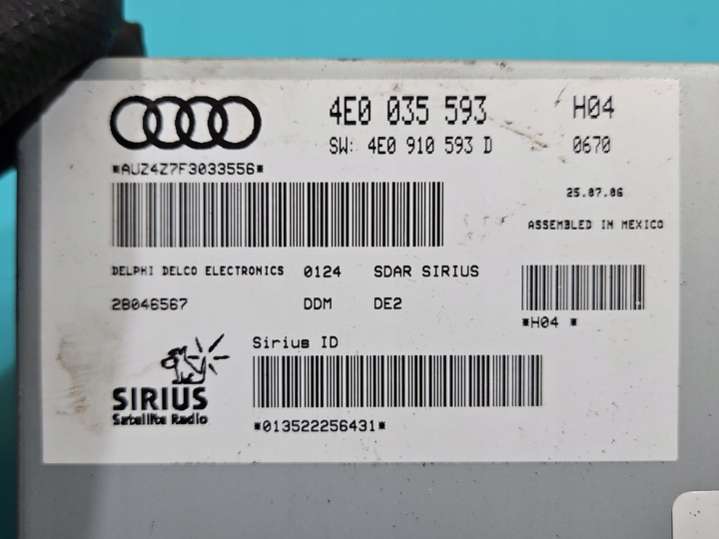 4E0 035 593 H04
SW: 4E0 910 593 D 0670
*AUZ4Z7F3033556*
25.07.06
ASSEMBLED IN MEXICO
DELPHI DELCO ELECTRONICS 0124 SDAR SIRIUS
28046567 DDM DE2
*H04 *
Sirius ID
SIRIUS
Satellite Radio
*013522256431*